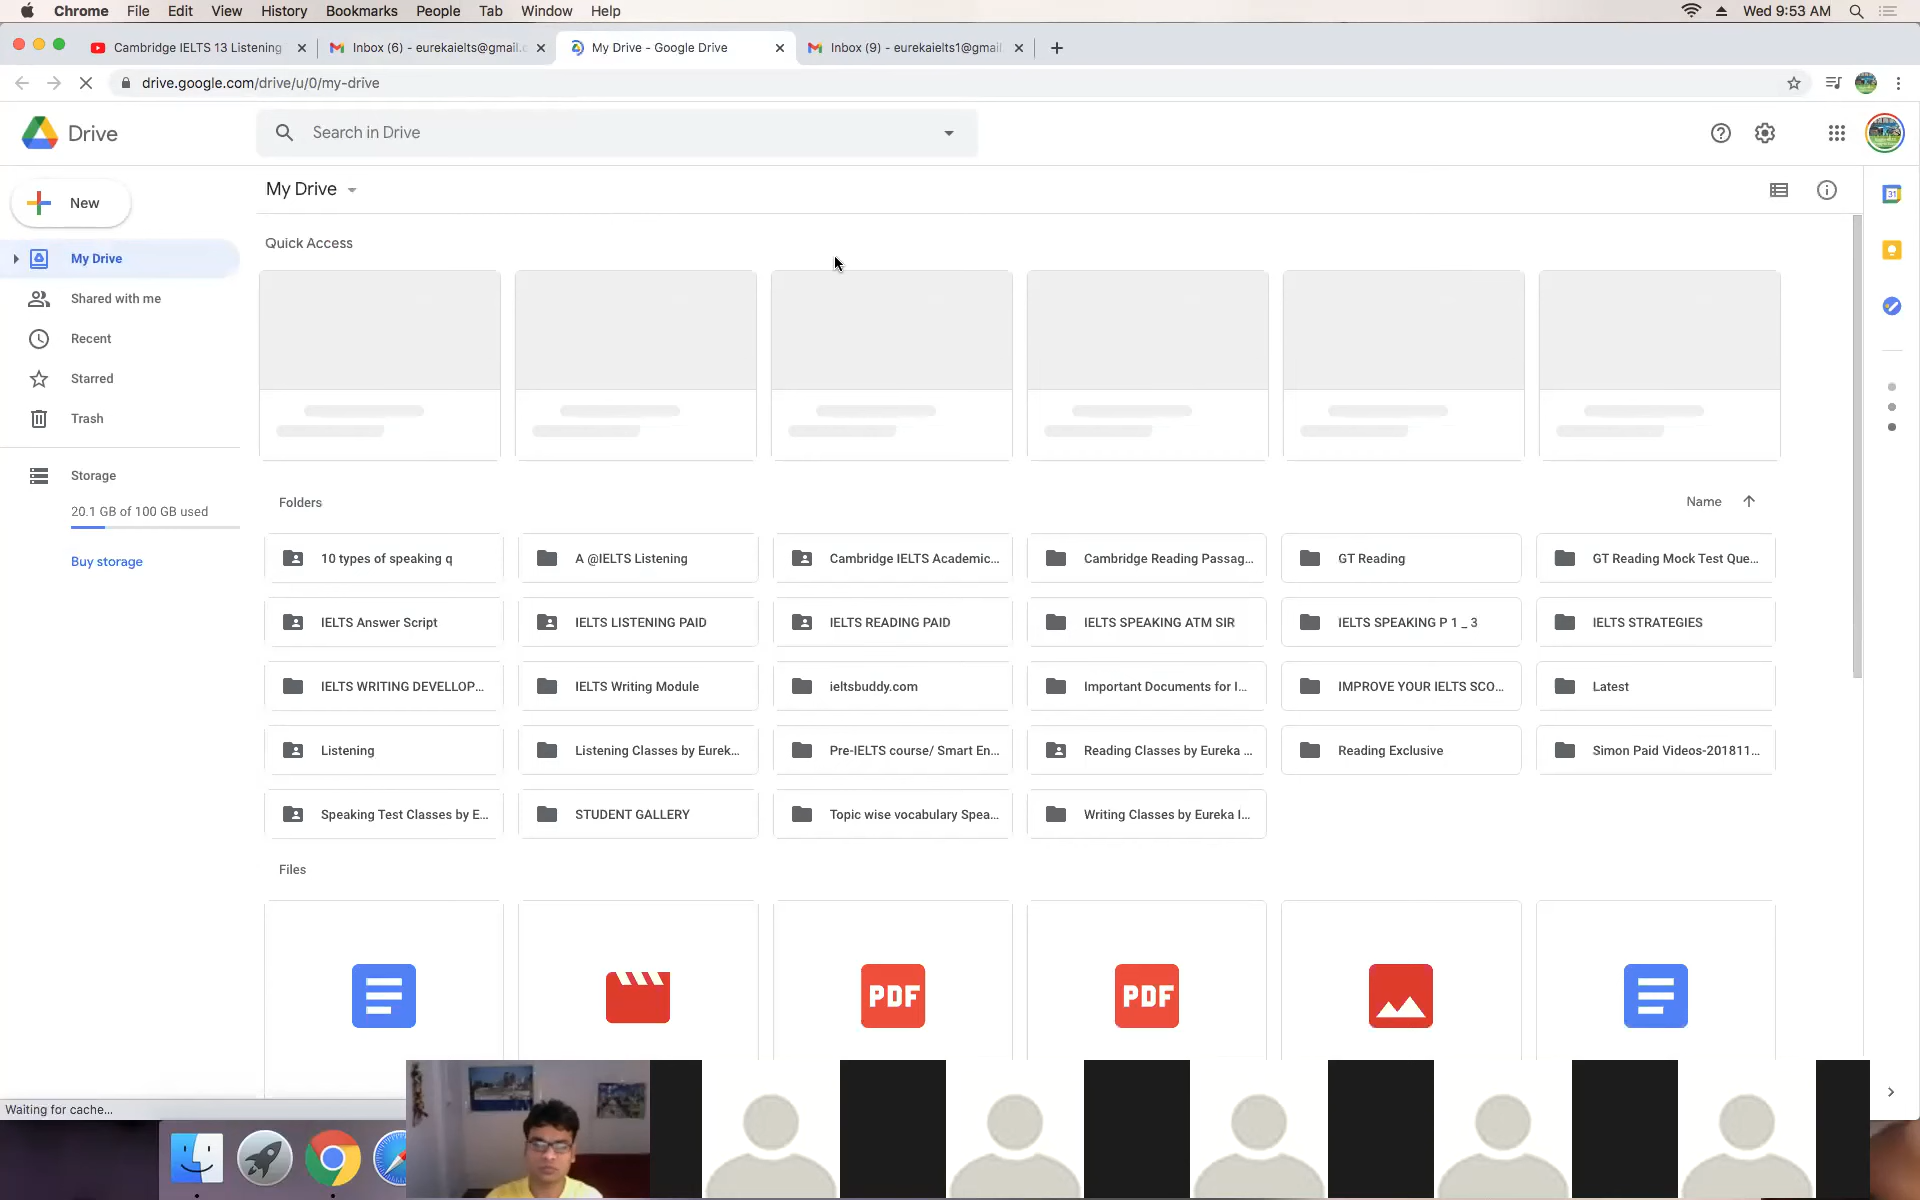 Chrome File Edit View History Bookmarks People Tab Window Help Wed 9:53 AM
Cambridge IELTS 13 Listening Inbox (6) - eurekaielts@gmail.c My Drive - Google Drive Inbox (9) - eurekaielts1@gmail
drive.google.com/drive/u/0/my-drive
Drive Search in Drive
New My Drive
Quick Access
My Drive
Shared with me
Recent
Starred
Trash
Storage
20.1 GB of 100 GB used
Buy storage
Folders Name
10 types of speaking q A @IELTS Listening Cambridge IELTS Academic... Cambridge Reading Passag... GT Reading GT Reading Mock Test Que...
IELTS Answer Script IELTS LISTENING PAID IELTS READING PAID IELTS SPEAKING ATM SIR IELTS SPEAKING P 1 _ 3 IELTS STRATEGIES
IELTS WRITING DEVELLOP... IELTS Writing Module ieltsbuddy.com Important Documents for I... IMPROVE YOUR IELTS SCO... Latest
Listening Listening Classes by Eurek... Pre-IELTS course/ Smart En... Reading Classes by Eureka ... Reading Exclusive Simon Paid Videos-201811...
Speaking Test Classes by E... STUDENT GALLERY Topic wise vocabulary Spea... Writing Classes by Eureka I...
Files
PDF PDF
Waiting for cache...
31